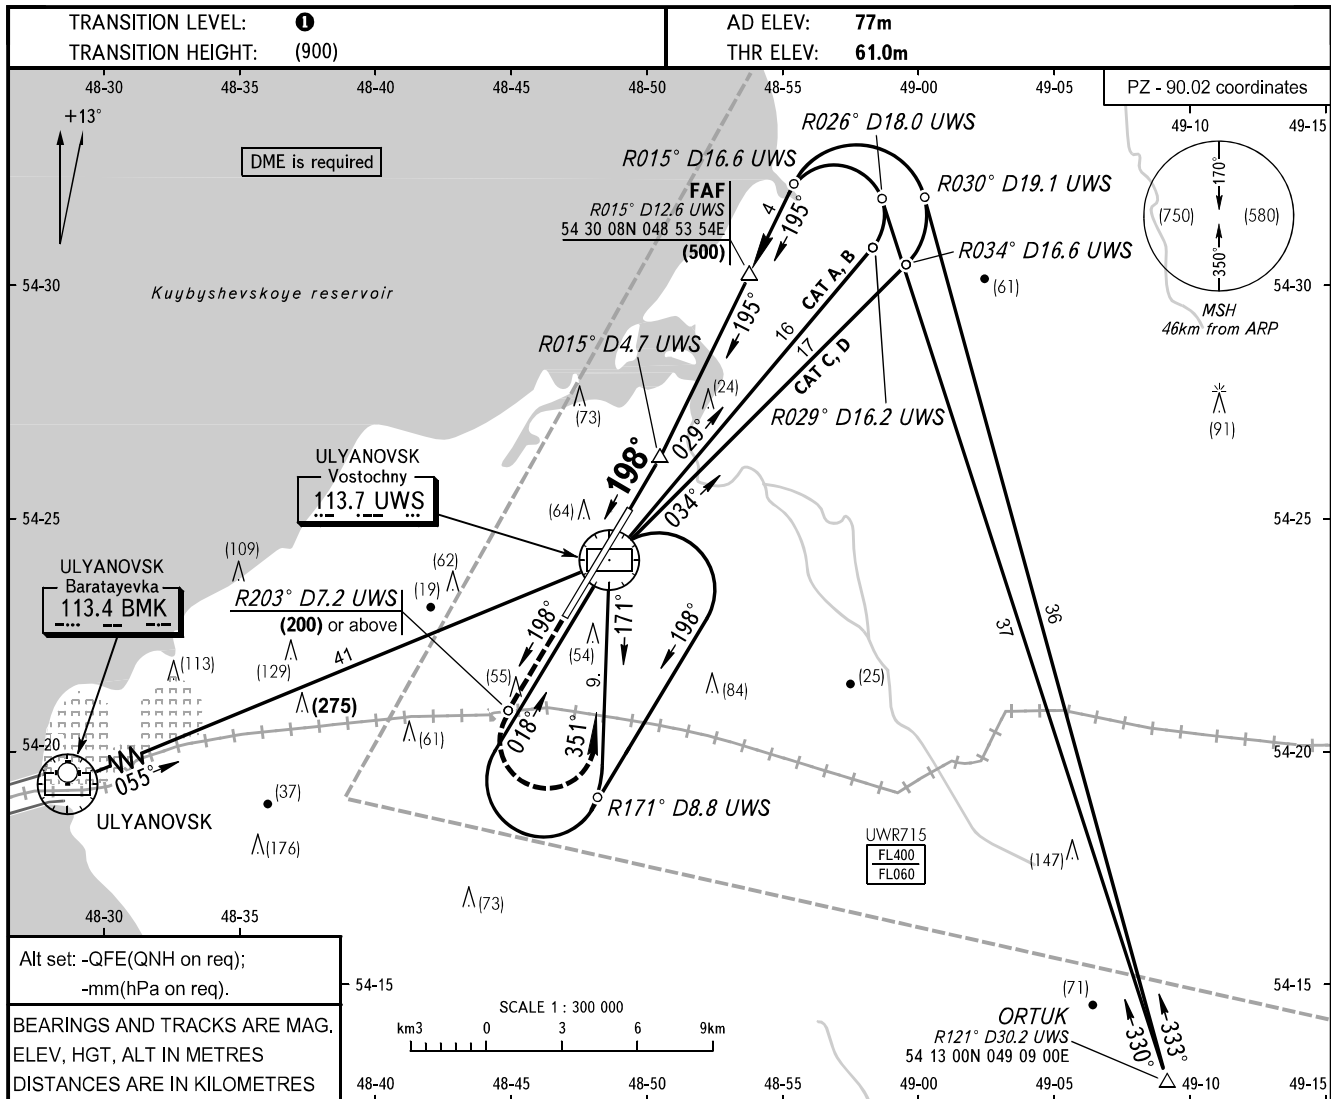 TRANSITION LEVEL: 1
TRANSITION HEIGHT: (900)
AD ELEV: 77m
THR ELEV: 61.0m
48-30 48-35 48-40 48-45 48-50 48-55 49-00 49-05
PZ - 90.02 coordinates
49-10 49-15
+13°
DME is required
R026° D18.0 UWS
R015° D16.6 UWS
FAF
R015° D12.6 UWS
54 30 08N 048 53 54E
(500)
4
195°
R030° D19.1 UWS
R034° D16.6 UWS
170°
(750) (580)
350°
MSH
46km from ARP
54-30
54-30
Kuybyshevskoye reservoir
(61)
195°
CAT A, B
16
17
CAT C, D
R015° D4.7 UWS
(24)
(73)
R029° D16.2 UWS
(91)
029°
198°
034°
ULYANOVSK
Vostochny
113.7 UWS
(64)
54-25
54-25
(109)
(62)
(19)
ULYANOVSK
Baratayevka
113.4 BMK
R203° D7.2 UWS
(200) or above
198°
171°
198°
(54)
36
37
41
(129)
(113)
(55)
9.
(84)
(25)
(275)
018°
351°
(61)
54-20
54-20
055°
R171° D8.8 UWS
(37)
ULYANOVSK
(176)
UWR715
FL400
FL060
(147)
(73)
48-30 48-35
Alt set: -QFE(QNH on req);
-mm(hPa on req).
54-15
54-15
SCALE 1 : 300 000
km3 0 3 6 9km
(71)
ORTUK
R121° D30.2 UWS
54 13 00N 049 09 00E
330°
333°
BEARINGS AND TRACKS ARE MAG.
ELEV, HGT, ALT IN METRES
DISTANCES ARE IN KILOMETRES
48-40 48-45 48-50 48-55 49-00 49-05 49-10 49-15